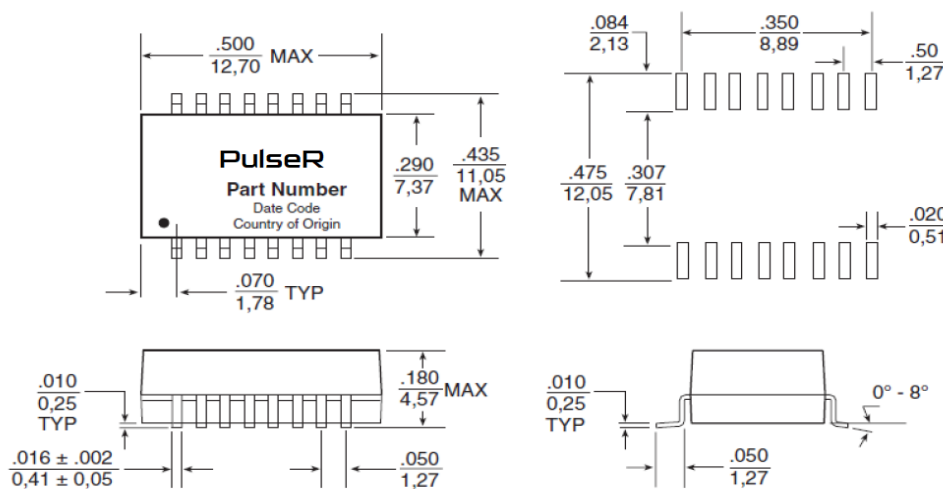 .500
12,70
MAX
PulseR
Part Number
Date Code
Country of Origin
.290
7,37
.435
11,05
MAX
.070
1,78
TYP
.084
2,13
.350
8,89
.50
1,27
.475
12,05
.307
7,81
.020
0,51
.010
0,25
TYP
.180
4,57
MAX
.016 ± .002
0,41 ± 0,05
.050
1,27
.010
0,25
TYP
0° - 8°
.050
1,27